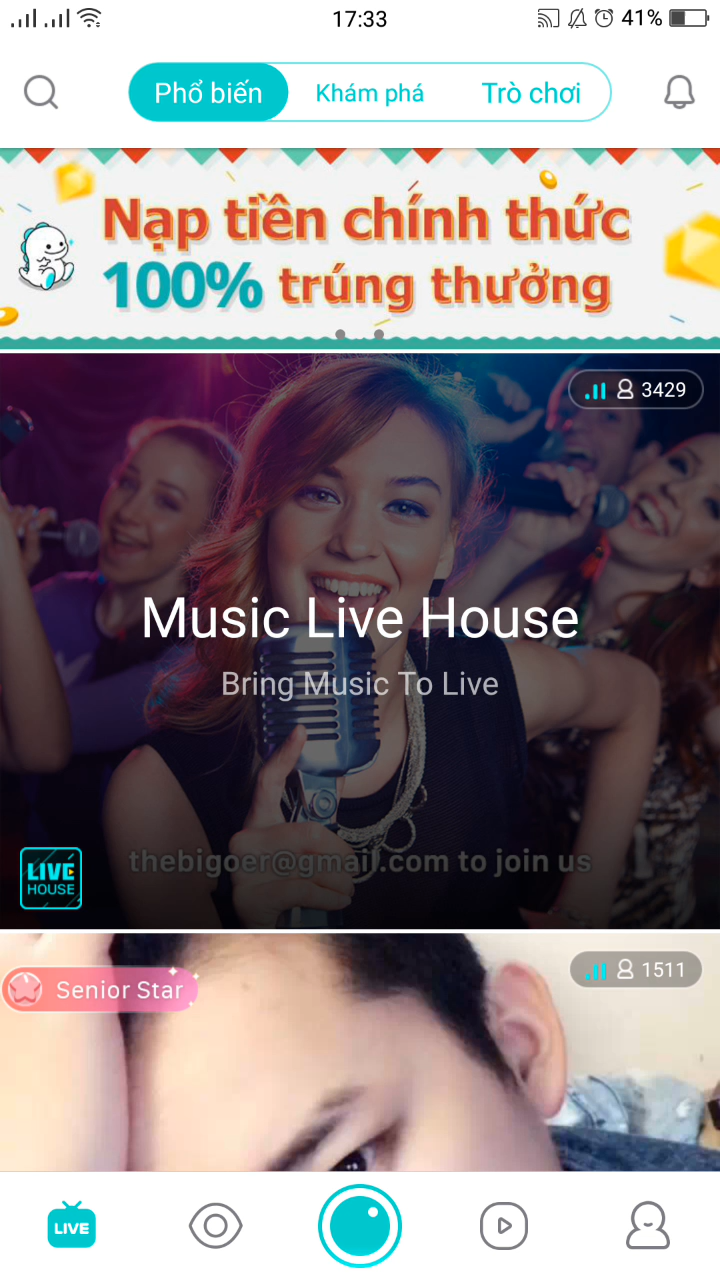 17:33
41%
Phổ biến Khám phá Trò chơi
Nạp tiền chính thức
100% trúng thưởng
3429
Music Live House
Bring Music To Live
thebigoer@gmail.com to join us
LIVE
HOUSE
Senior Star
1511
LIVE